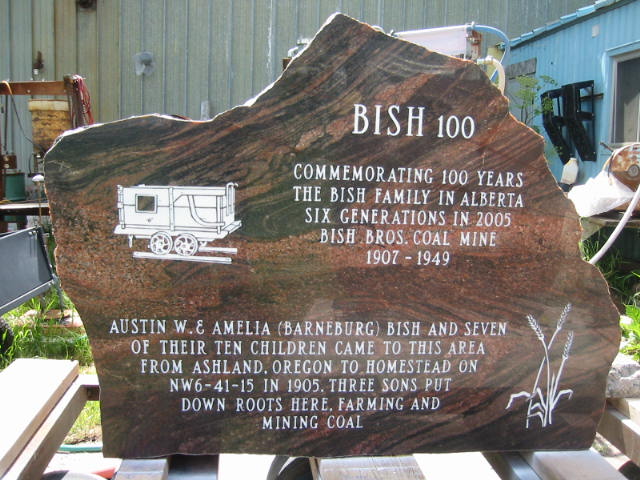 BISH 100
COMMEMORATING 100 YEARS
THE BISH FAMILY IN ALBERTA
SIX GENERATIONS IN 2005
BISH BROS. COAL MINE
1907 - 1949
AUSTIN W. & AMELIA (BARNEBURG) BISH AND SEVEN
OF THEIR TEN CHILDREN CAME TO THIS AREA
FROM ASHLAND, OREGON TO HOMESTEAD ON
NW6-41-15 IN 1905. THREE SONS PUT
DOWN ROOTS HERE, FARMING AND
MINING COAL